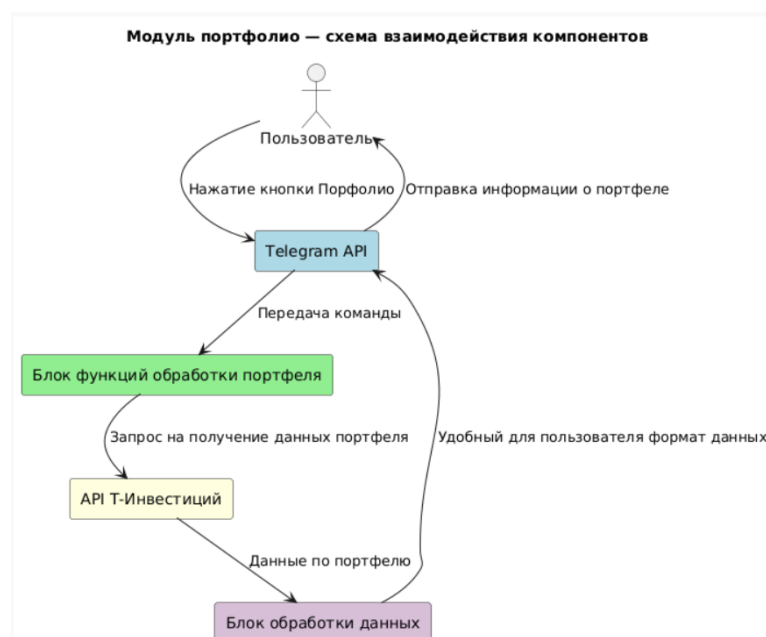 Модуль портфолио — схема взаимодействия компонентов
Пользователь
Нажатие кнопки Порфолио
Отправка информации о портфеле
Telegram API
Передача команды
Блок функций обработки портфеля
Запрос на получение данных портфеля
Удобный для пользователя формат данных
API Т-Инвестиций
Данные по портфелю
Блок обработки данных